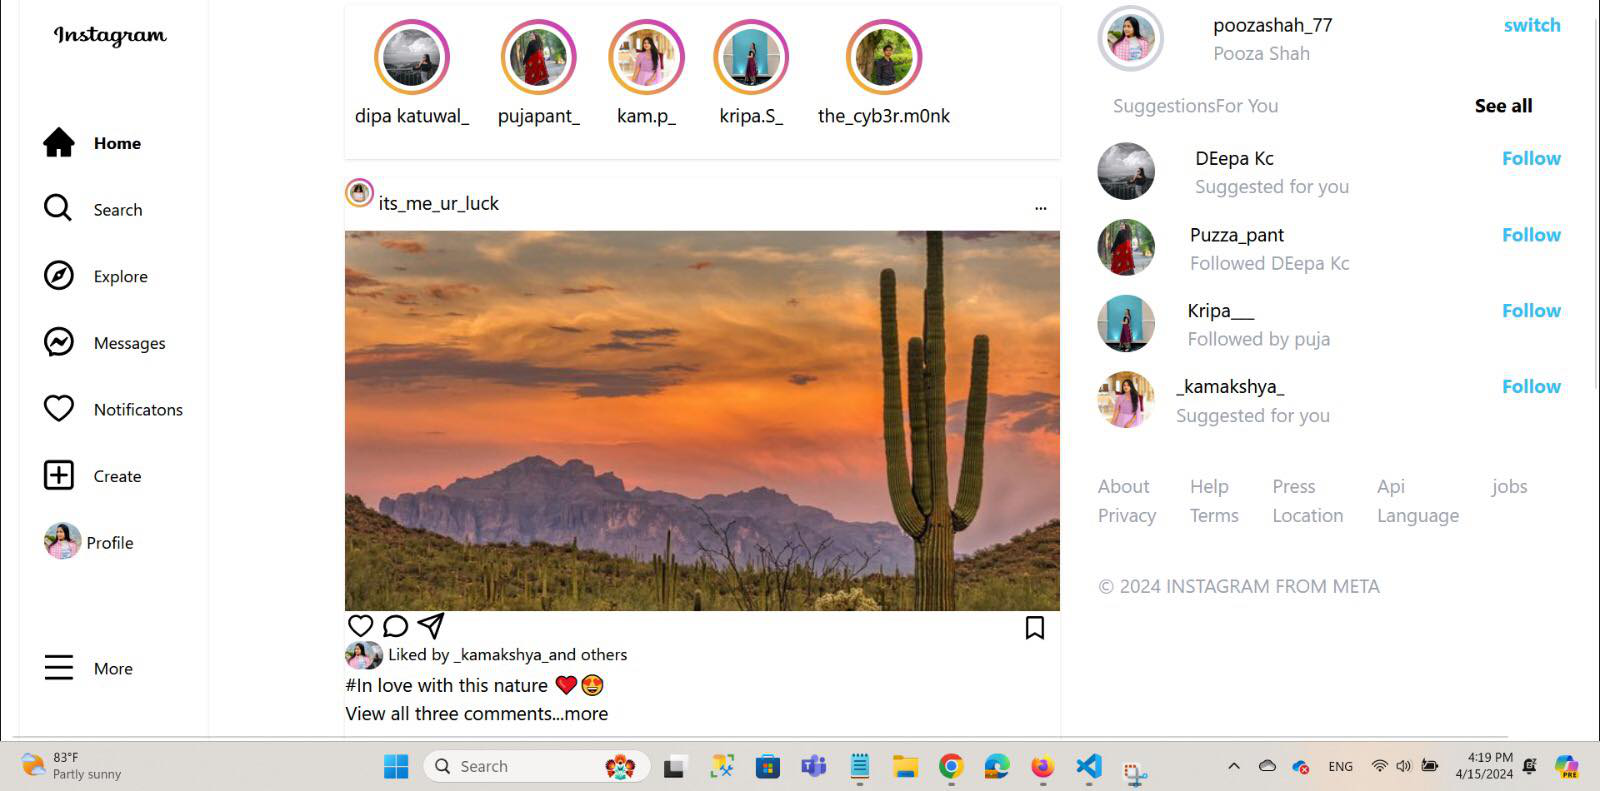 Instagram
Home
Search
Explore
Messages
Notificatons
Create
Profile
More
dipa katuwal_
pujapant_
kam.p_
kripa.S_
the_cyb3r.m0nk
its_me_ur_luck
...
Liked by _kamakshya_and others
#In love with this nature ❤️😍
View all three comments...more
poozashah_77
switch
Pooza Shah
SuggestionsFor You
See all
DEepa Kc
Follow
Suggested for you
Puzza_pant
Follow
Followed DEepa Kc
Kripa___
Follow
Followed by puja
_kamakshya_
Follow
Suggested for you
About Help Press Api jobs
Privacy Terms Location Language
© 2024 INSTAGRAM FROM META
83°F
Partly sunny
Search
ENG
4:19 PM
4/15/2024
PRE